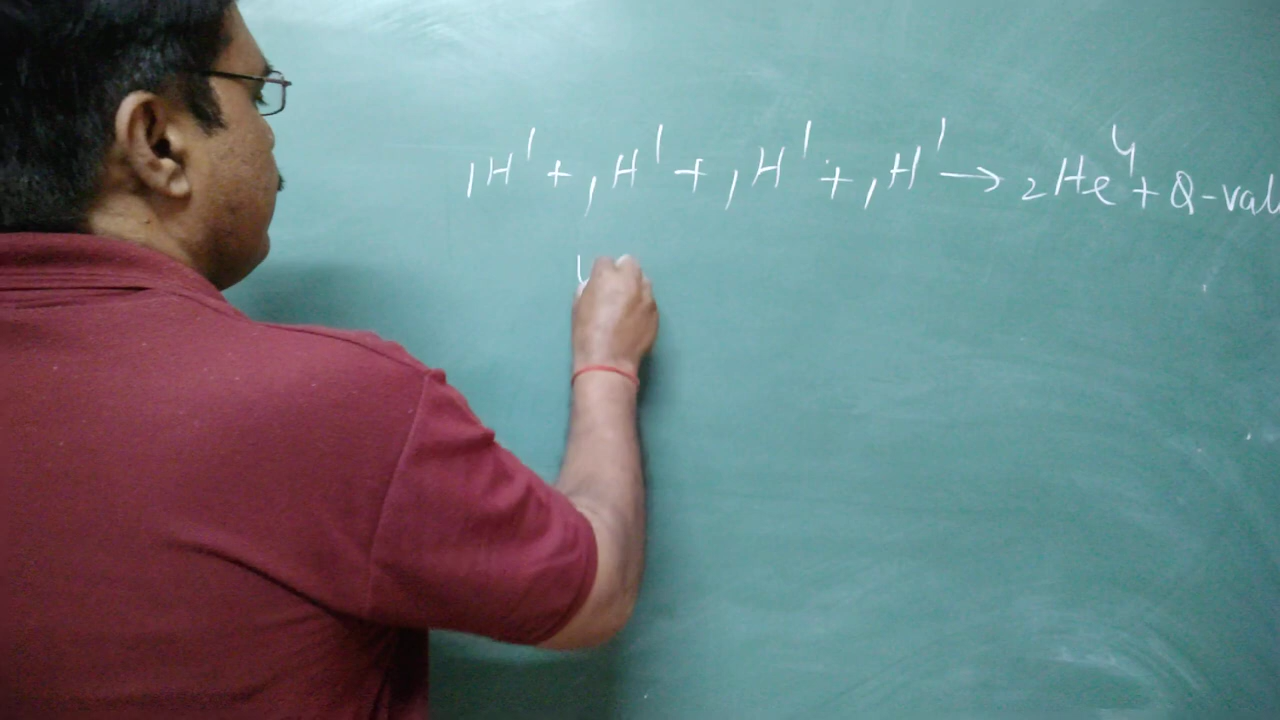 ₁H¹ + ₁H¹ + ₁H¹ + ₁H¹ → ₂He⁴ + Q-val